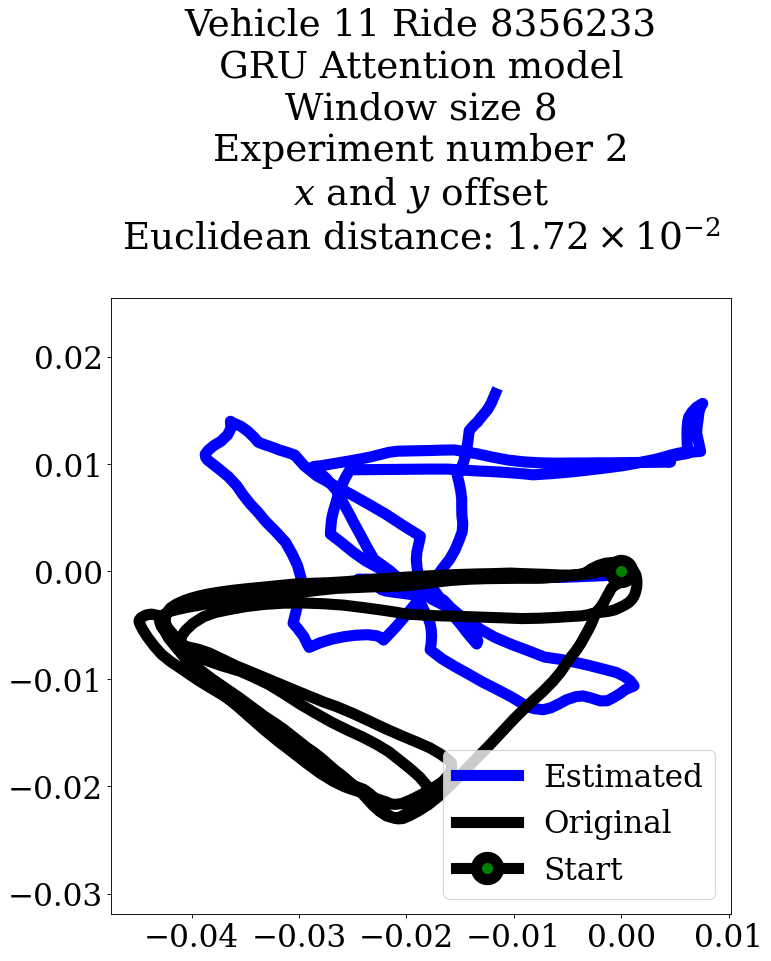 Vehicle 11 Ride 8356233
GRU Attention model
Window size 8
Experiment number 2
x and y offset
Euclidean distance: 1.72 × 10⁻²
0.02
0.01
0.00
−0.01
−0.02
−0.03
Estimated
Original
Start
−0.04 −0.03 −0.02 −0.01 0.00 0.01